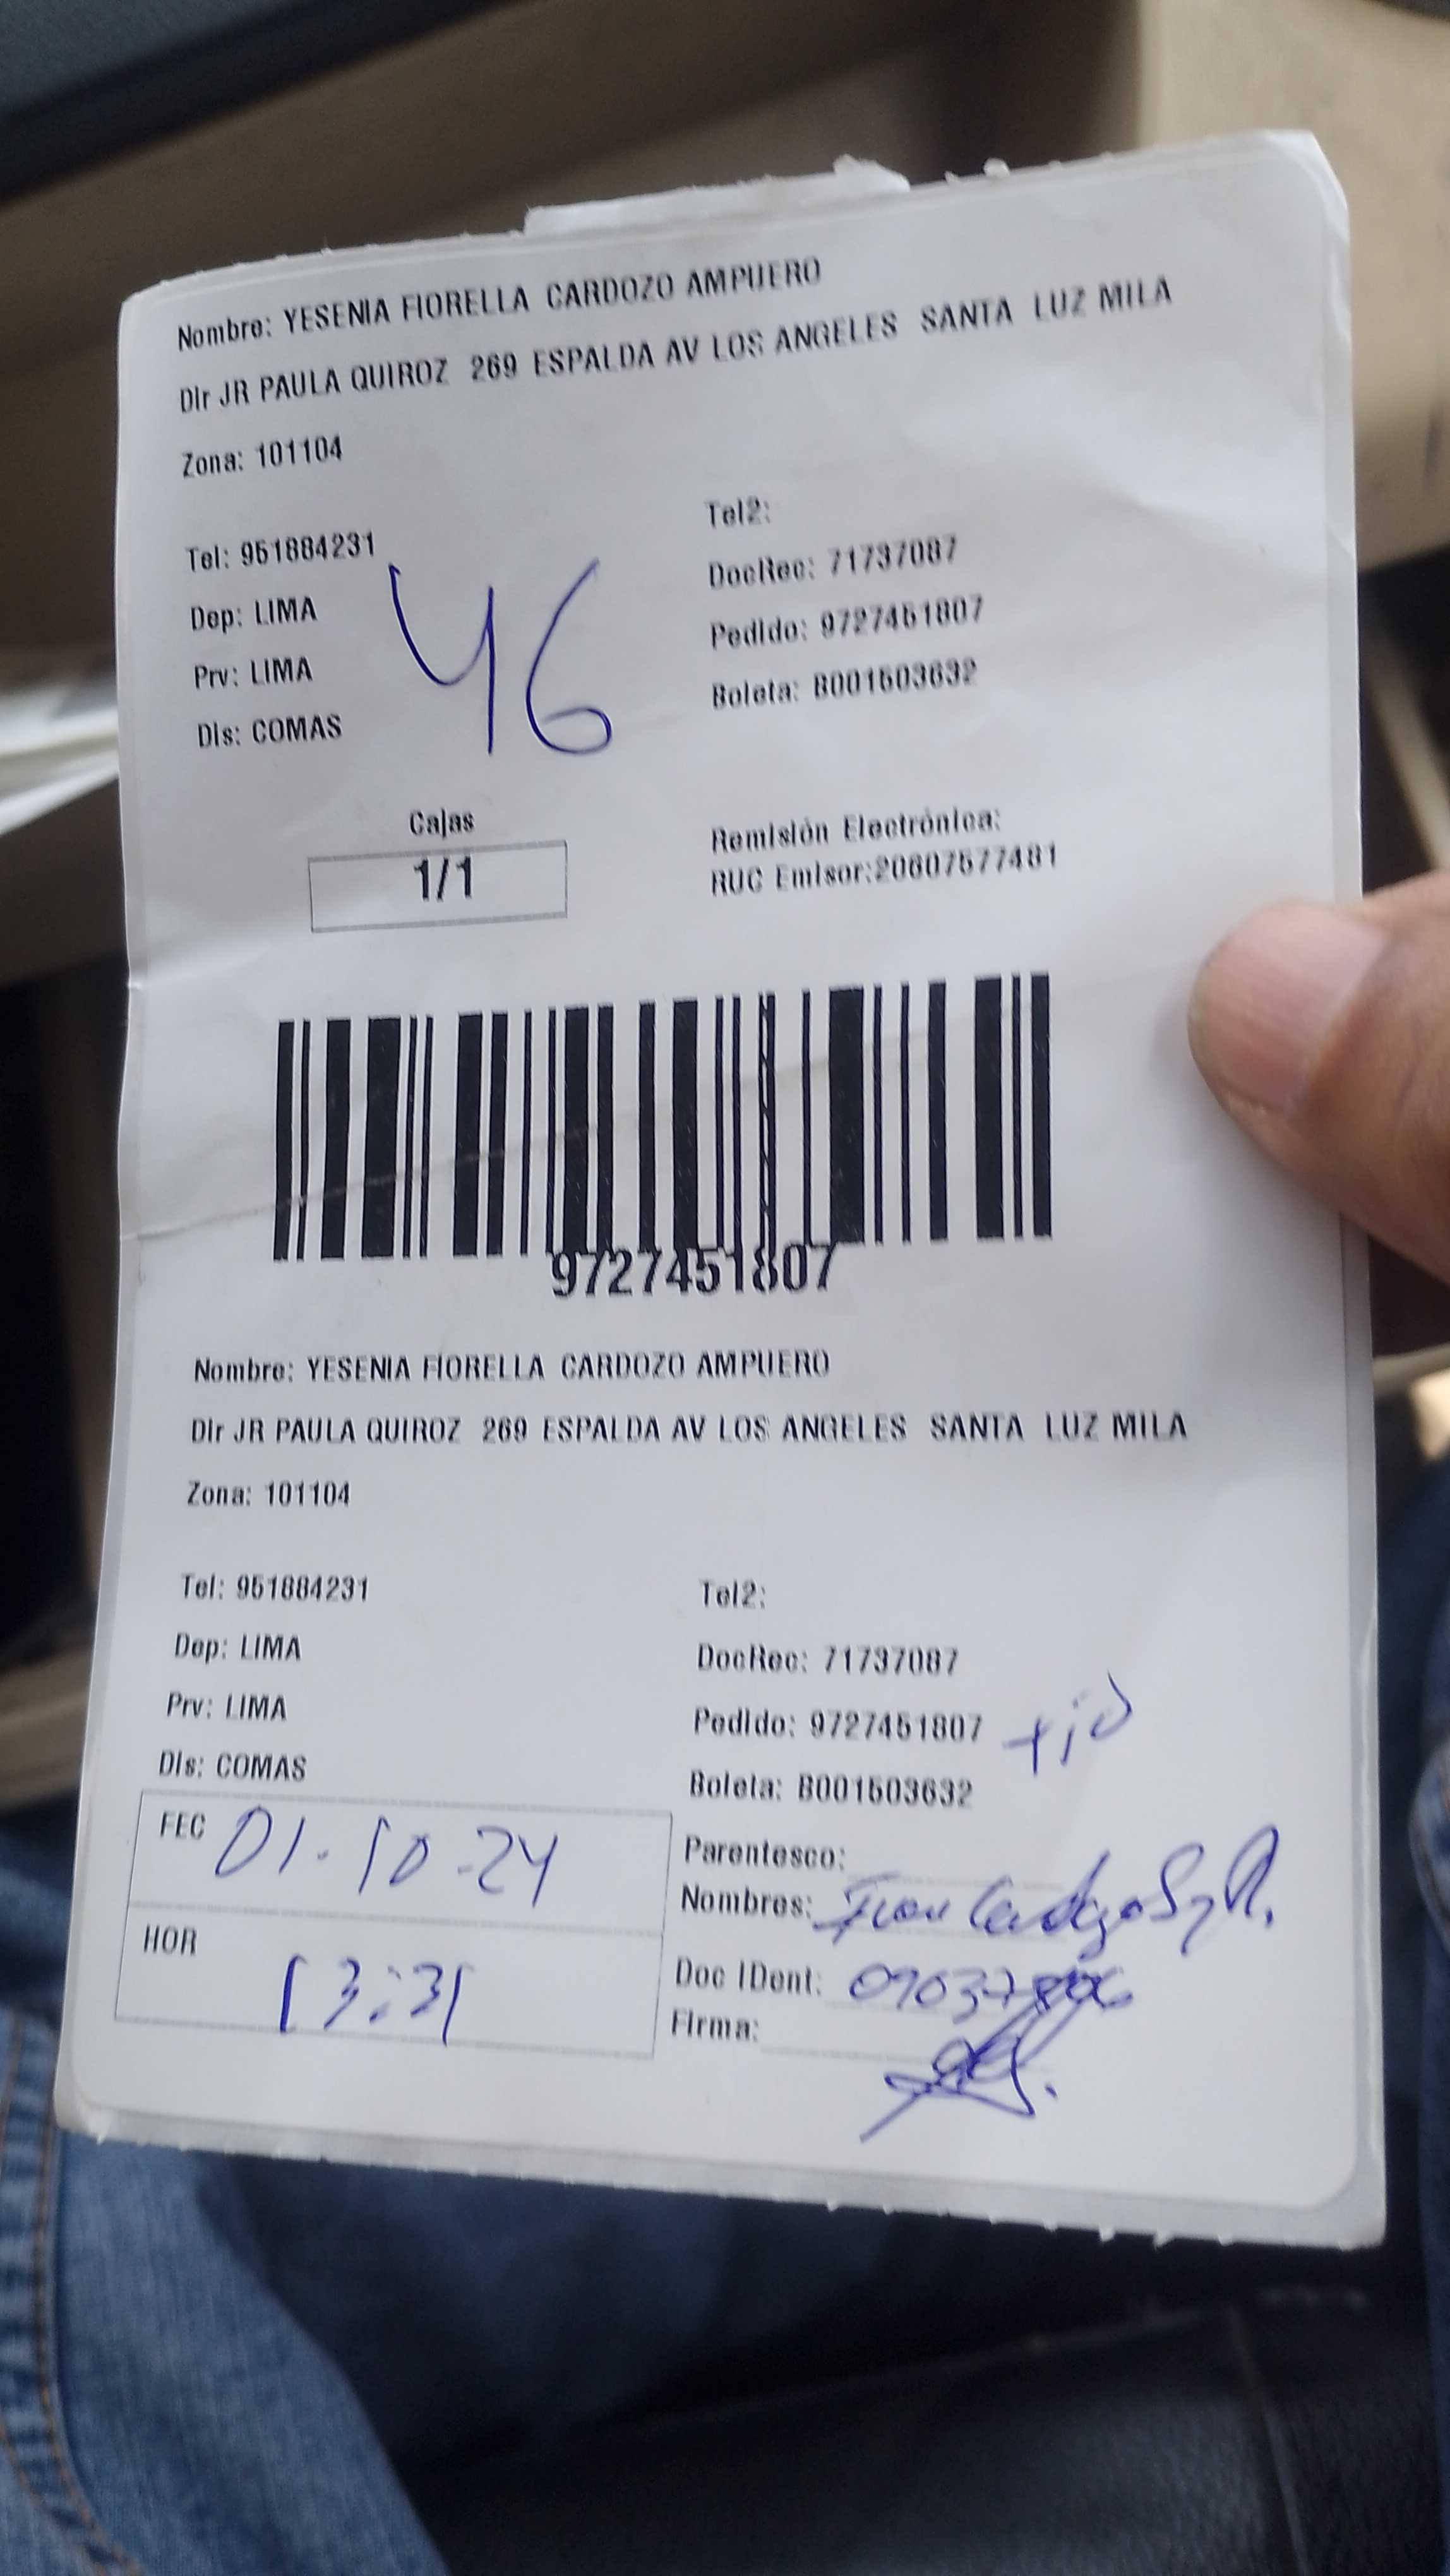 Nombre: YESENIA FIORELLA CARDOZO AMPUERO
Dir JR PAULA QUIROZ 269 ESPALDA AV LOS ANGELES SANTA LUZ MILA
Zona: 101104
Tel: 951884231
Tel2:
Dep: LIMA
DocRec: 71737087
Prv: LIMA
Pedido: 9727451807
Dis: COMAS
Boleta: B001503632
46
Cajas
1/1
Remisión Electrónica:
RUC Emisor:20607577481
9727451807
Nombre: YESENIA FIORELLA CARDOZO AMPUERO
Dir JR PAULA QUIROZ 269 ESPALDA AV LOS ANGELES SANTA LUZ MILA
Zona: 101104
Tel: 951884231
Tel2:
Dep: LIMA
DocRec: 71737087
Prv: LIMA
Pedido: 9727451807 tio
Dis: COMAS
Boleta: B001503632
FEC 01-10-24
Parentesco:
Nombres: Cardozo
HOR 13:31
Doc IDent:
Firma: